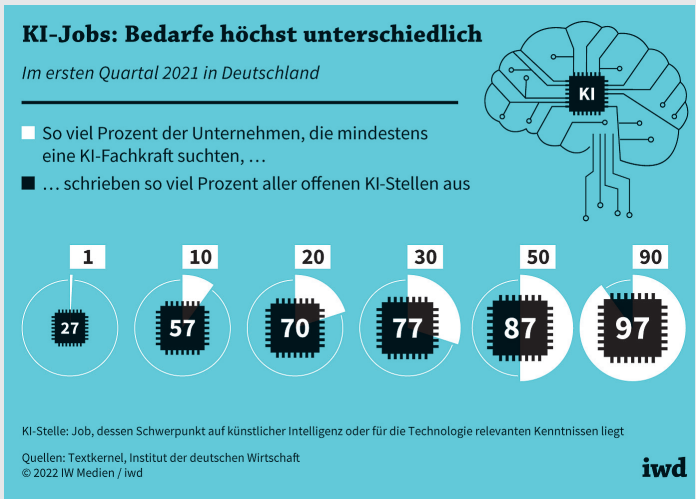 KI-Jobs: Bedarfe höchst unterschiedlich
Im ersten Quartal 2021 in Deutschland
KI
So viel Prozent der Unternehmen, die mindestens
eine KI-Fachkraft suchten, …
… schrieben so viel Prozent aller offenen KI-Stellen aus
1 10 20 30 50 90
27 57 70 77 87 97
KI-Stelle: Job, dessen Schwerpunkt auf künstlicher Intelligenz oder für die Technologie relevanten Kenntnissen liegt
Quellen: Textkernel, Institut der deutschen Wirtschaft
© 2022 IW Medien / iwd
iwd